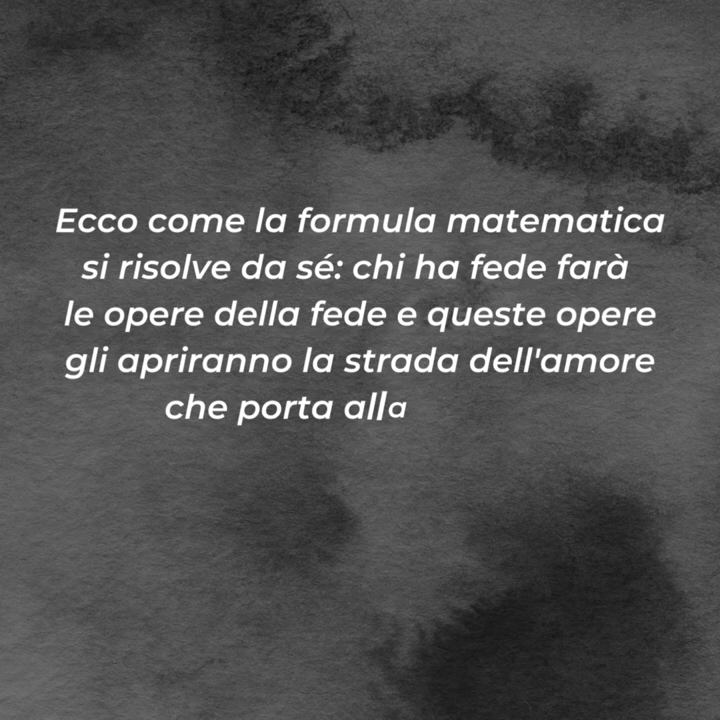 Ecco come la formula matematica
si risolve da sé: chi ha fede farà
le opere della fede e queste opere
gli apriranno la strada dell'amore
che porta alla